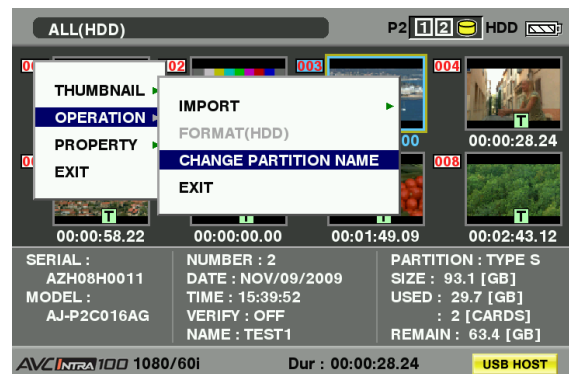 ALL(HDD) P2 1 2 HDD
00 02 003 004
THUMBNAIL
OPERATION
PROPERTY
EXIT
IMPORT
FORMAT(HDD)
CHANGE PARTITION NAME
EXIT
00 T 00:00:28.24
00 008
T T T
00:00:58.22 00:00:00.00 00:01:49.09 00:02:43.12
SERIAL :
AZH08H0011
MODEL :
AJ-P2C016AG
NUMBER : 2
DATE : NOV/09/2009
TIME : 15:39:52
VERIFY : OFF
NAME : TEST1
PARTITION : TYPE S
SIZE : 93.1 [GB]
USED : 29.7 [GB]
: 2 [CARDS]
REMAIN : 63.4 [GB]
AVC INTRA 100 1080/60i Dur : 00:00:28.24 USB HOST